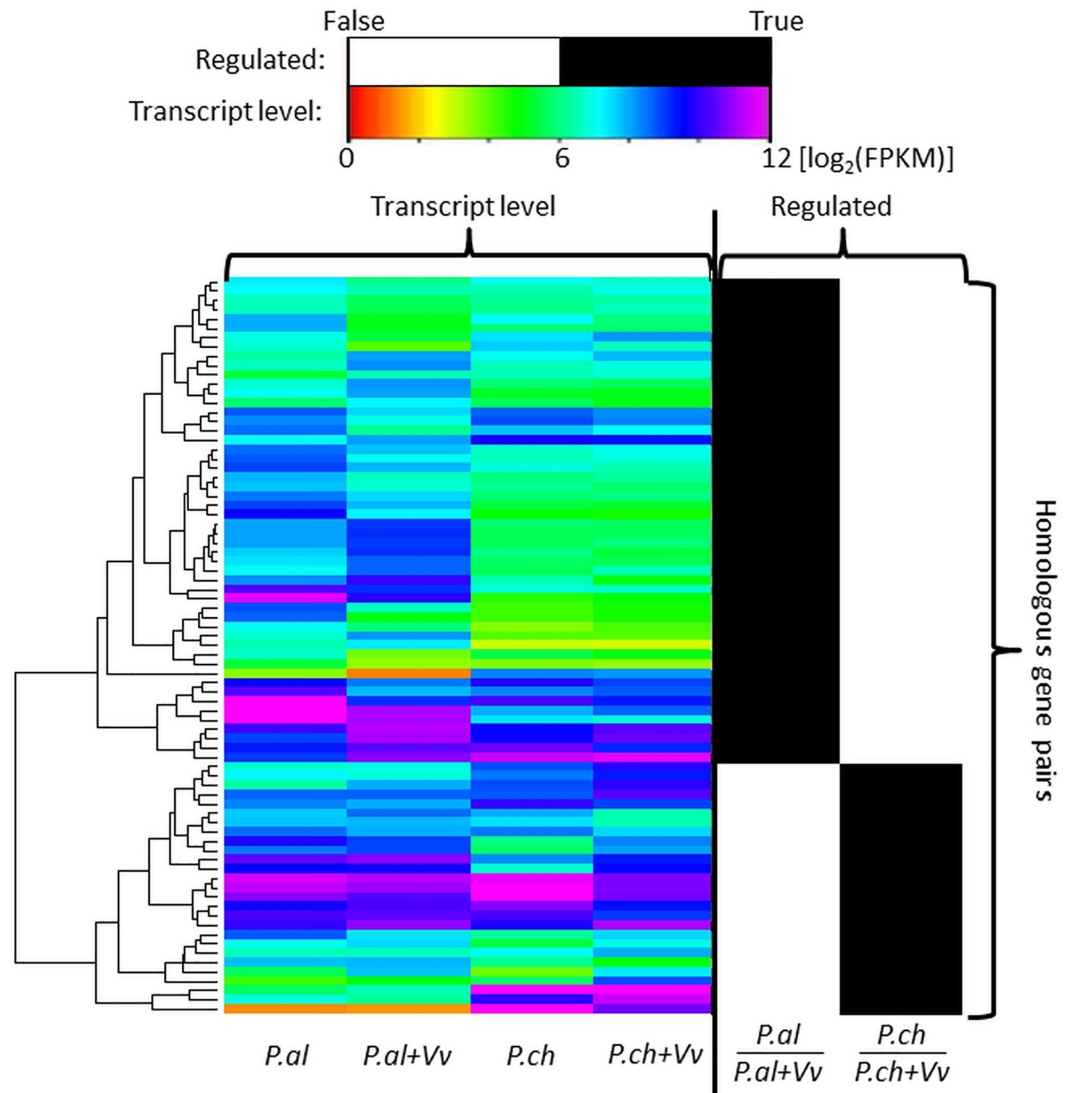 False True
Regulated:
Transcript level:
0 6 12 [log₂(FPKM)]
Transcript level Regulated
Homologous gene pairs
P.al P.al+Vv P.ch P.ch+Vv
P.al
P.al+Vv
P.ch
P.ch+Vv